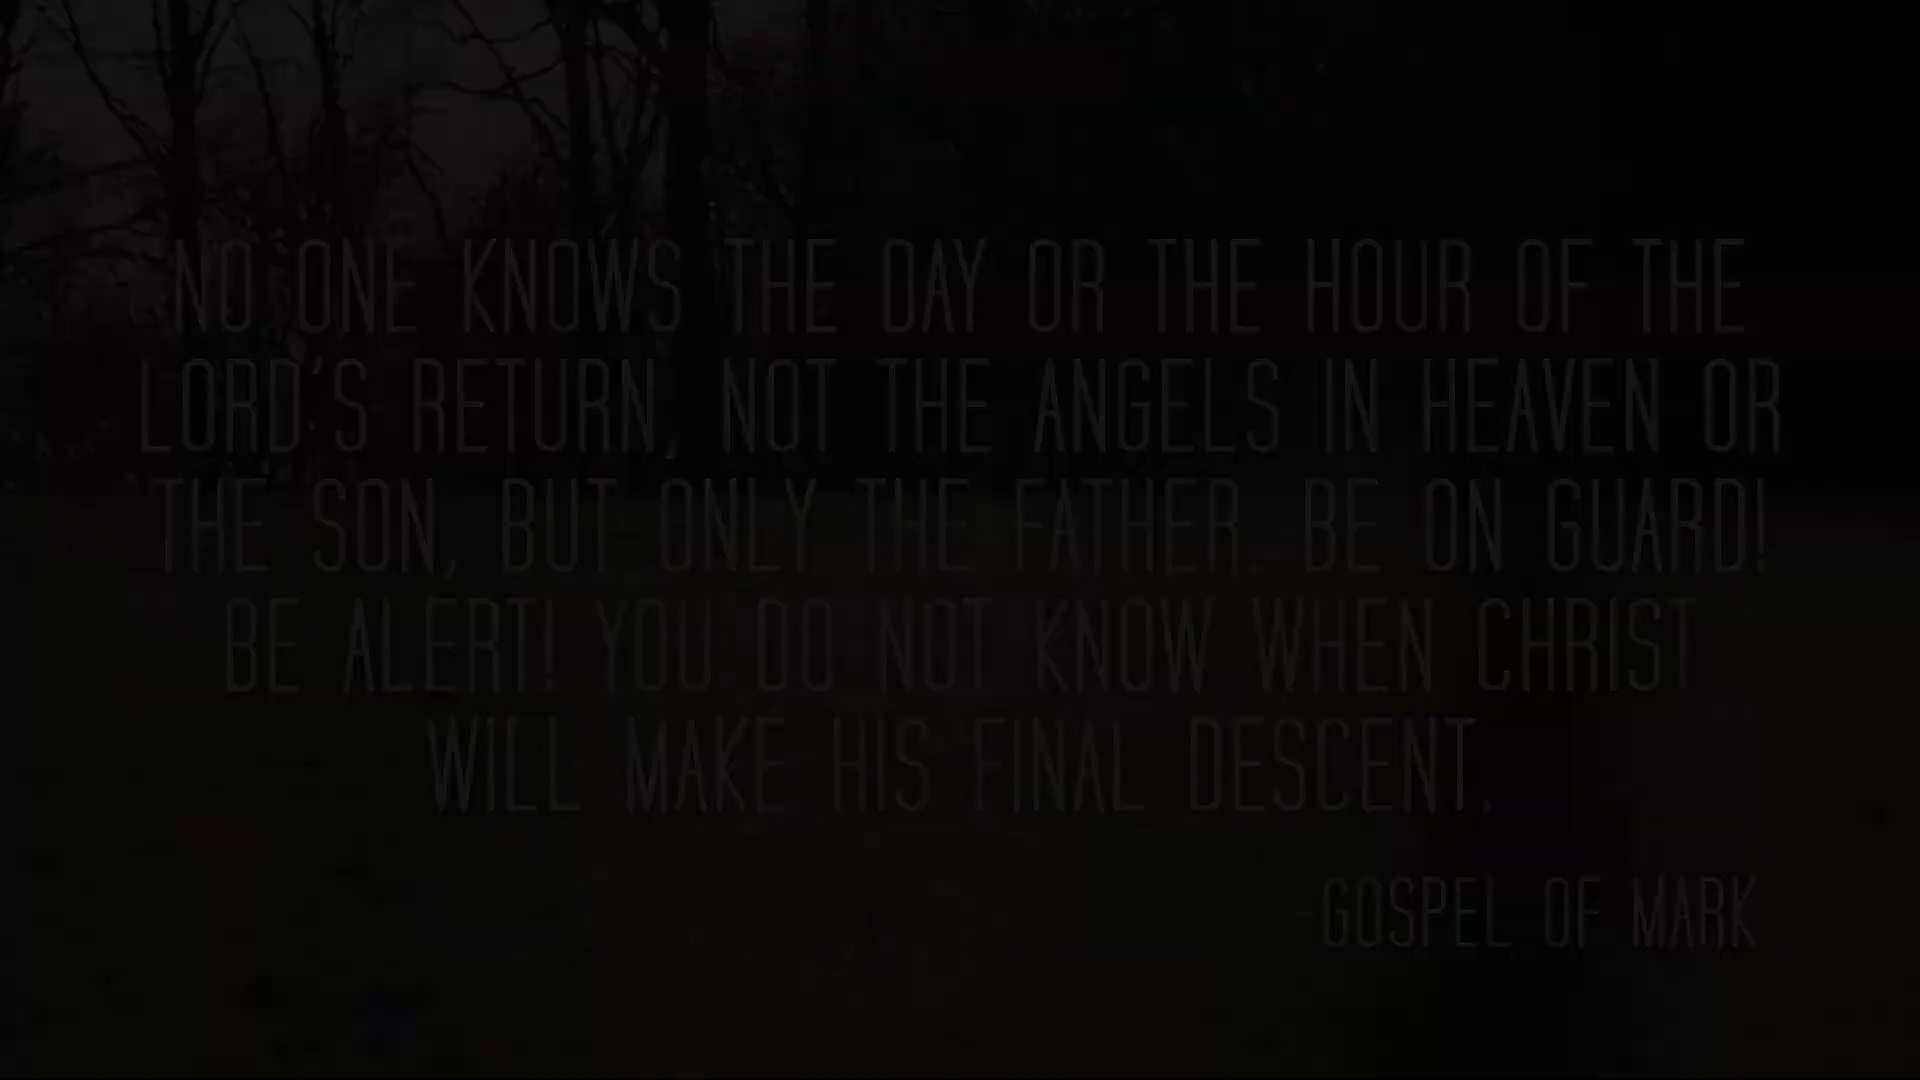 NO ONE KNOWS THE DAY OR THE HOUR OF THE
LORD'S RETURN, NOT THE ANGELS IN HEAVEN OR
THE SON, BUT ONLY THE FATHER. BE ON GUARD!
BE ALERT! YOU DO NOT KNOW WHEN CHRIST
WILL MAKE HIS FINAL DESCENT.
-GOSPEL OF MARK